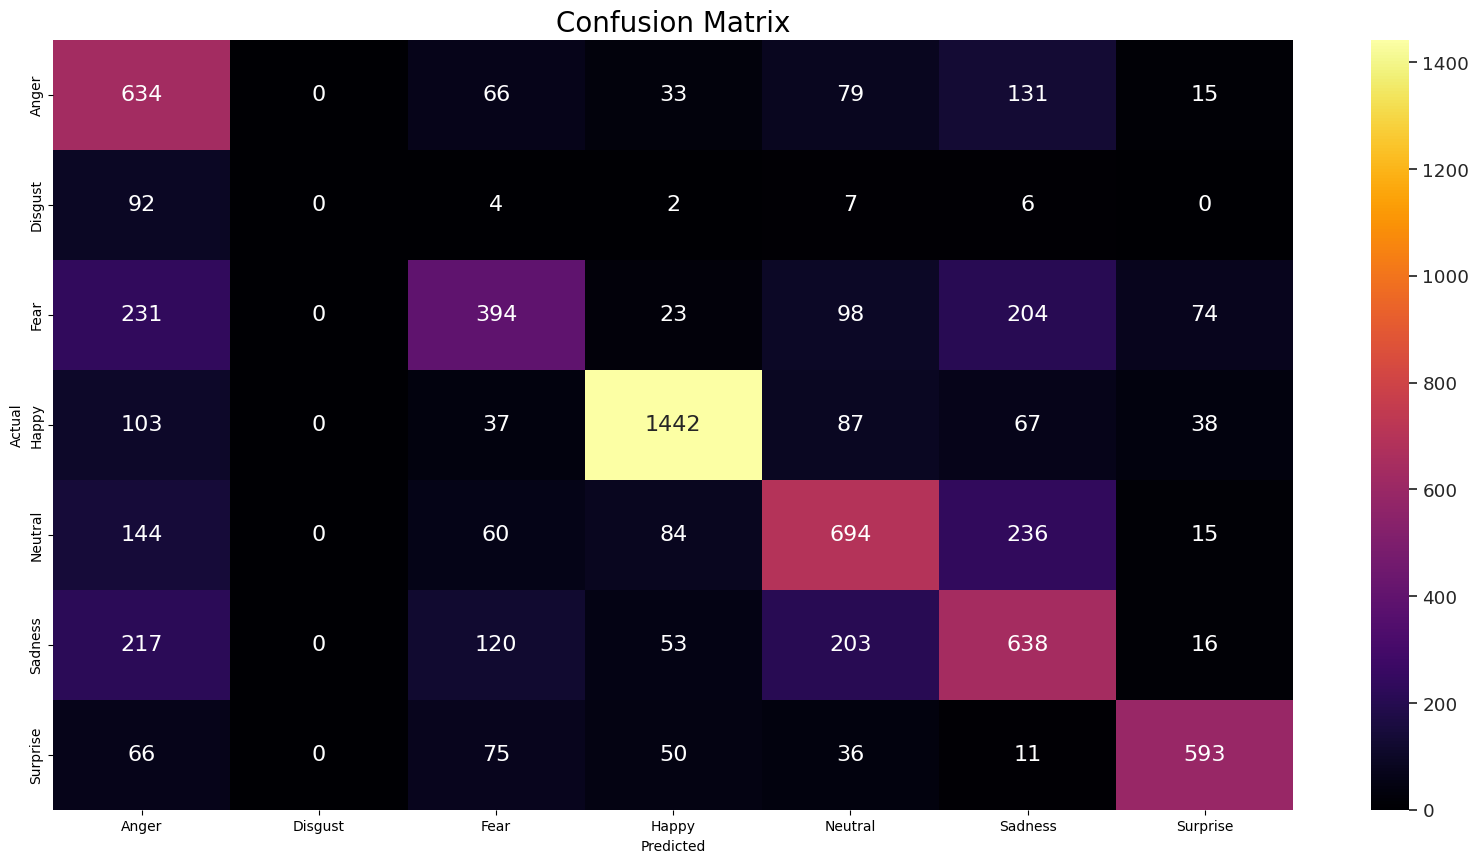 Confusion Matrix
Anger 634 0 66 33 79 131 15
Disgust 92 0 4 2 7 6 0
Fear 231 0 394 23 98 204 74
Happy 103 0 37 1442 87 67 38
Neutral 144 0 60 84 694 236 15
Sadness 217 0 120 53 203 638 16
Surprise 66 0 75 50 36 11 593
Actual
Anger Disgust Fear Happy Neutral Sadness Surprise
Predicted
1400
1200
1000
800
600
400
200
0